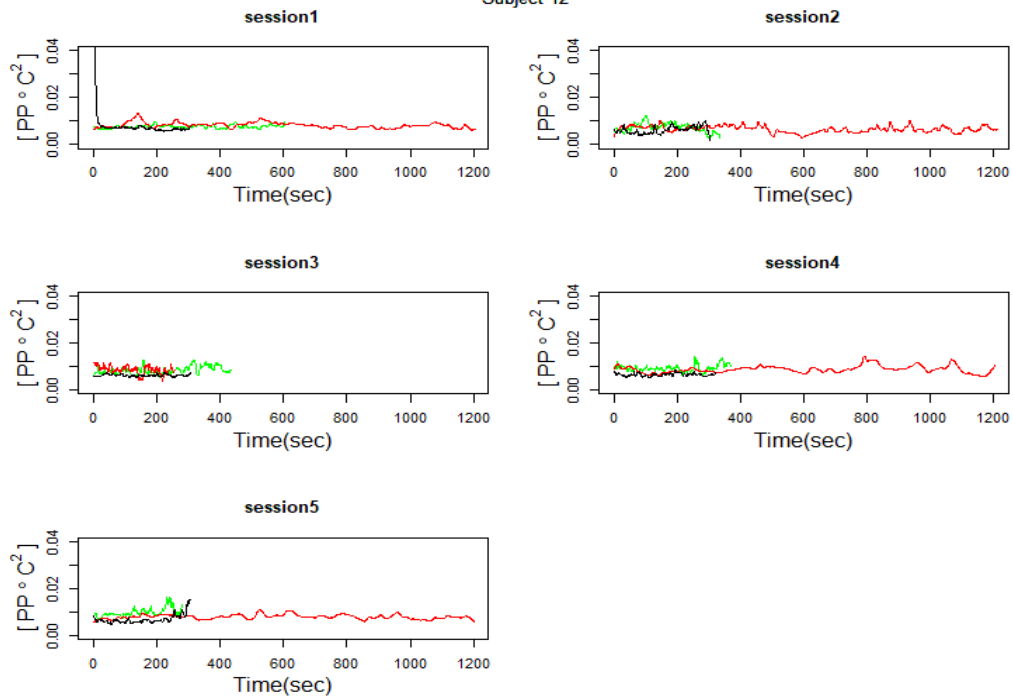 Subject 12
session1
session2
[ PP ° C² ]
0.00 0.02 0.04
0 200 400 600 800 1000 1200
Time(sec)
[ PP ° C² ]
0.00 0.02 0.04
0 200 400 600 800 1000 1200
Time(sec)
session3
session4
[ PP ° C² ]
0.00 0.02 0.04
0 200 400 600 800 1000 1200
Time(sec)
[ PP ° C² ]
0.00 0.02 0.04
0 200 400 600 800 1000 1200
Time(sec)
session5
[ PP ° C² ]
0.00 0.02 0.04
0 200 400 600 800 1000 1200
Time(sec)